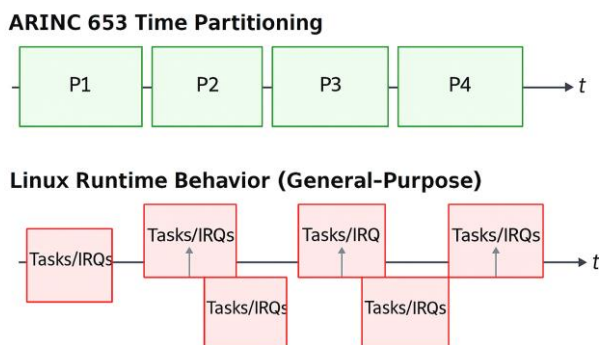 ARINC 653 Time Partitioning
P1 P2 P3 P4 t
Linux Runtime Behavior (General-Purpose)
Tasks/IRQs Tasks/IRQs Tasks/IRQ Tasks/IRQs t
Tasks/IRQs Tasks/IRQs